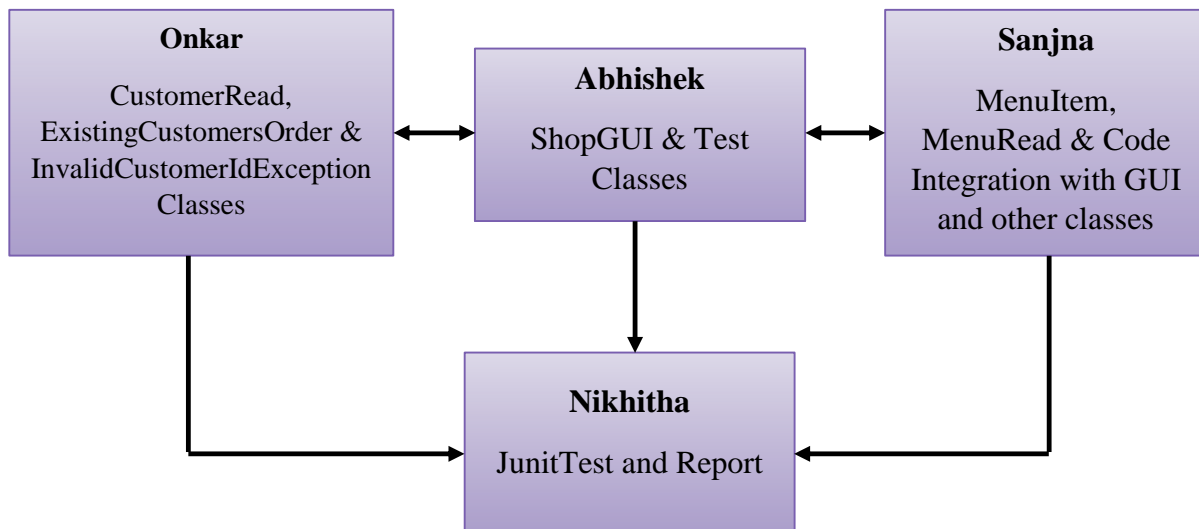 Onkar
CustomerRead,
ExistingCustomersOrder &
InvalidCustomerIdException
Classes
Abhishek
ShopGUI & Test
Classes
Sanjna
MenuItem,
MenuRead & Code
Integration with GUI
and other classes
Nikhitha
JunitTest and Report